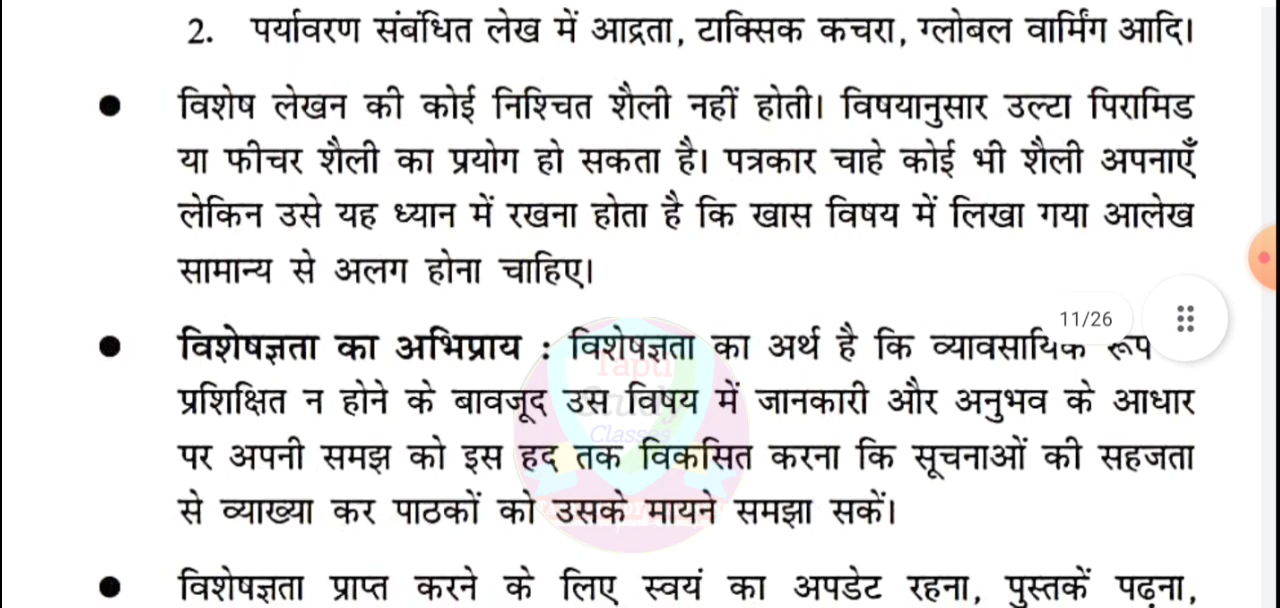 2. पर्यावरण संबंधित लेख में आद्रता, टाक्सिक कचरा, ग्लोबल वार्मिंग आदि।
● विशेष लेखन की कोई निश्चित शैली नहीं होती। विषयानुसार उल्टा पिरामिड
या फीचर शैली का प्रयोग हो सकता है। पत्रकार चाहे कोई भी शैली अपनाएँ
लेकिन उसे यह ध्यान में रखना होता है कि खास विषय में लिखा गया आलेख
सामान्य से अलग होना चाहिए।
11/26
● विशेषज्ञता का अभिप्राय : विशेषज्ञता का अर्थ है कि व्यावसायिक रूप
प्रशिक्षित न होने के बावजूद उस विषय में जानकारी और अनुभव के आधार
पर अपनी समझ को इस हद तक विकसित करना कि सूचनाओं की सहजता
से व्याख्या कर पाठकों को उसके मायने समझा सकें।
Tapti
Study
Classes
● विशेषज्ञता प्राप्त करने के लिए स्वयं का अपडेट रहना, पुस्तकें पढ़ना,